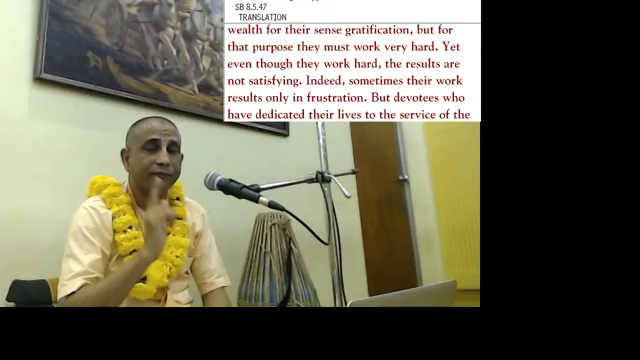 SB 8.5.47
TRANSLATION
wealth for their sense gratification, but for
that purpose they must work very hard. Yet
even though they work hard, the results are
not satisfying. Indeed, sometimes their work
results only in frustration. But devotees who
have dedicated their lives to the service of the